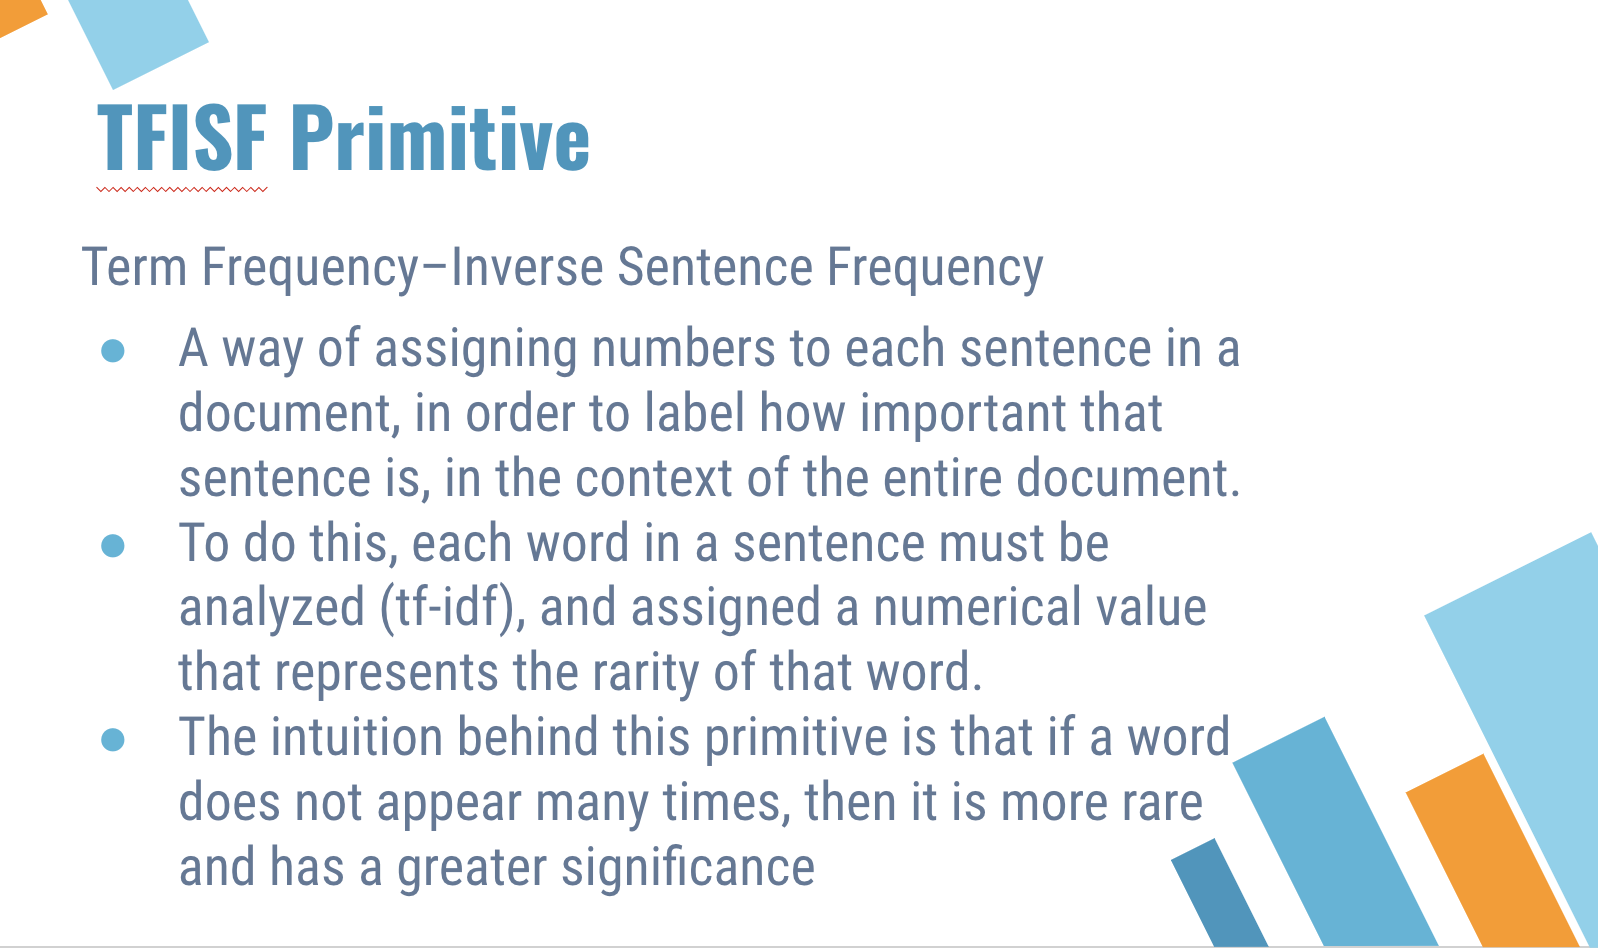 TFISF Primitive
Term Frequency–Inverse Sentence Frequency
● A way of assigning numbers to each sentence in a
document, in order to label how important that
sentence is, in the context of the entire document.
● To do this, each word in a sentence must be
analyzed (tf-idf), and assigned a numerical value
that represents the rarity of that word.
● The intuition behind this primitive is that if a word
does not appear many times, then it is more rare
and has a greater significance